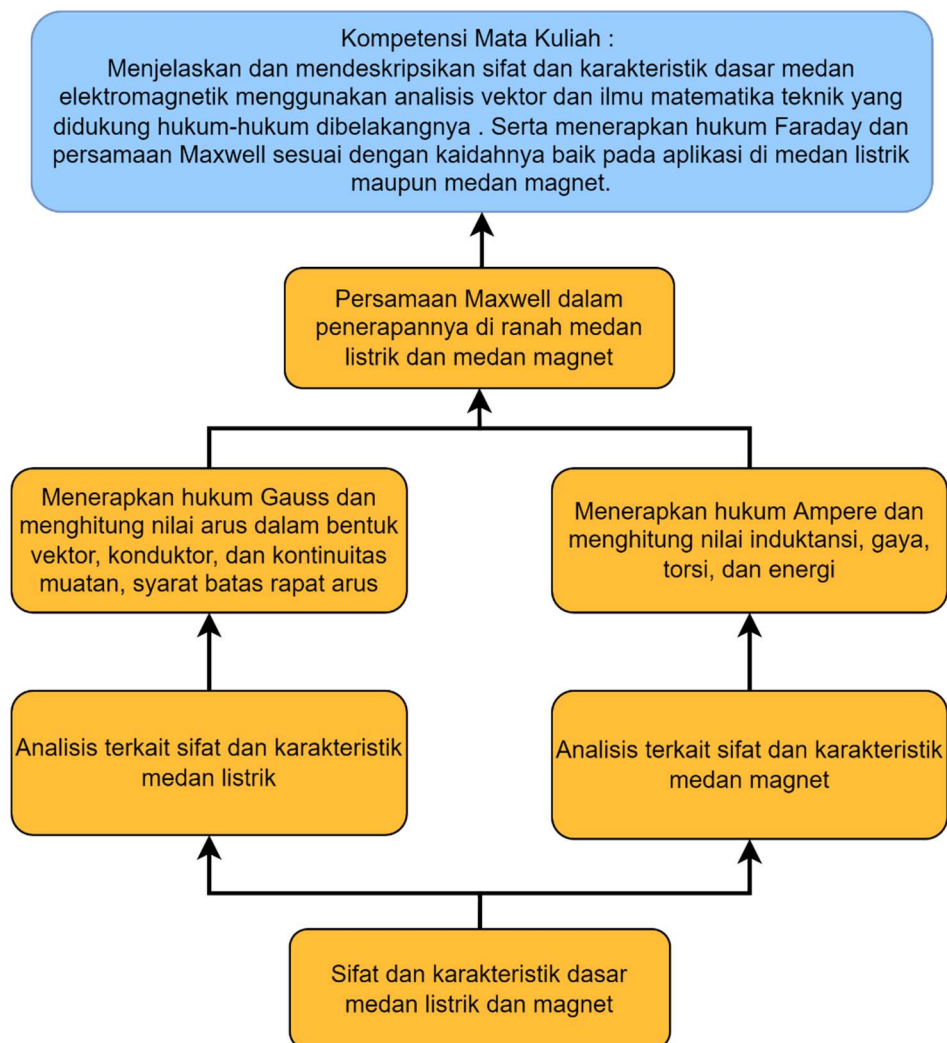 Kompetensi Mata Kuliah :
Menjelaskan dan mendeskripsikan sifat dan karakteristik dasar medan
elektromagnetik menggunakan analisis vektor dan ilmu matematika teknik yang
didukung hukum-hukum dibelakangnya . Serta menerapkan hukum Faraday dan
persamaan Maxwell sesuai dengan kaidahnya baik pada aplikasi di medan listrik
maupun medan magnet.
Persamaan Maxwell dalam
penerapannya di ranah medan
listrik dan medan magnet
Menerapkan hukum Gauss dan
menghitung nilai arus dalam bentuk
vektor, konduktor, dan kontinuitas
muatan, syarat batas rapat arus
Menerapkan hukum Ampere dan
menghitung nilai induktansi, gaya,
torsi, dan energi
Analisis terkait sifat dan karakteristik
medan listrik
Analisis terkait sifat dan karakteristik
medan magnet
Sifat dan karakteristik dasar
medan listrik dan magnet